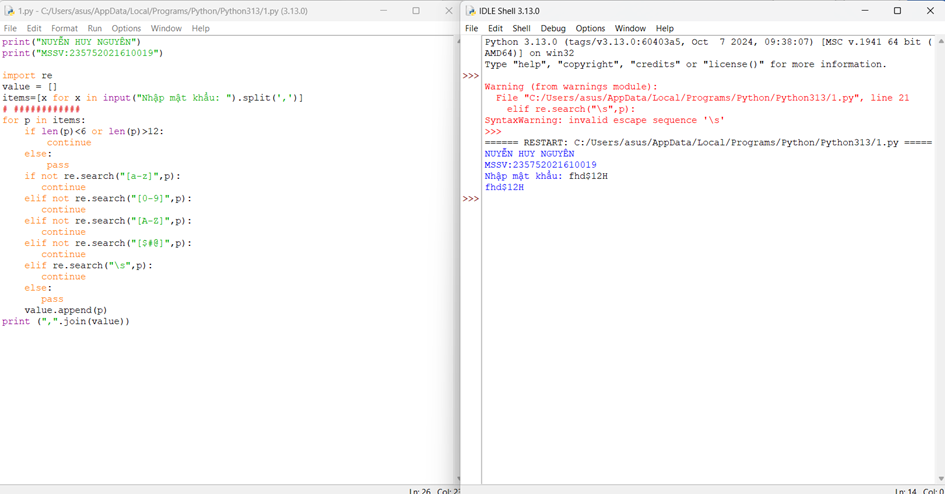 1.py - C:/Users/asus/AppData/Local/Programs/Python/Python313/1.py (3.13.0)
File Edit Format Run Options Window Help
print("NUYỄN HUY NGUYÊN")
print("MSSV:235752021610019")
import re
value = []
items=[x for x in input("Nhập mật khẩu: ").split(',')]
# ############
for p in items:
if len(p)<6 or len(p)>12:
continue
else:
pass
if not re.search("[a-z]",p):
continue
elif not re.search("[0-9]",p):
continue
elif not re.search("[A-Z]",p):
continue
elif not re.search("[$#@]",p):
continue
elif re.search("\s",p):
continue
else:
pass
value.append(p)
print (",".join(value))
Ln: 26 Col: 23
IDLE Shell 3.13.0
File Edit Shell Debug Options Window Help
Python 3.13.0 (tags/v3.13.0:60403a5, Oct 7 2024, 09:38:07) [MSC v.1941 64 bit (
AMD64)] on win32
Type "help", "copyright", "credits" or "license()" for more information.
>>>
Warning (from warnings module):
File "C:/Users/asus/AppData/Local/Programs/Python/Python313/1.py", line 21
elif re.search("\s",p):
SyntaxWarning: invalid escape sequence '\s'
>>>
====== RESTART: C:/Users/asus/AppData/Local/Programs/Python/Python313/1.py =====
NUYỄN HUY NGUYÊN
MSSV:235752021610019
Nhập mật khẩu: fhd$12H
fhd$12H
>>>
Ln: 14 Col: 0